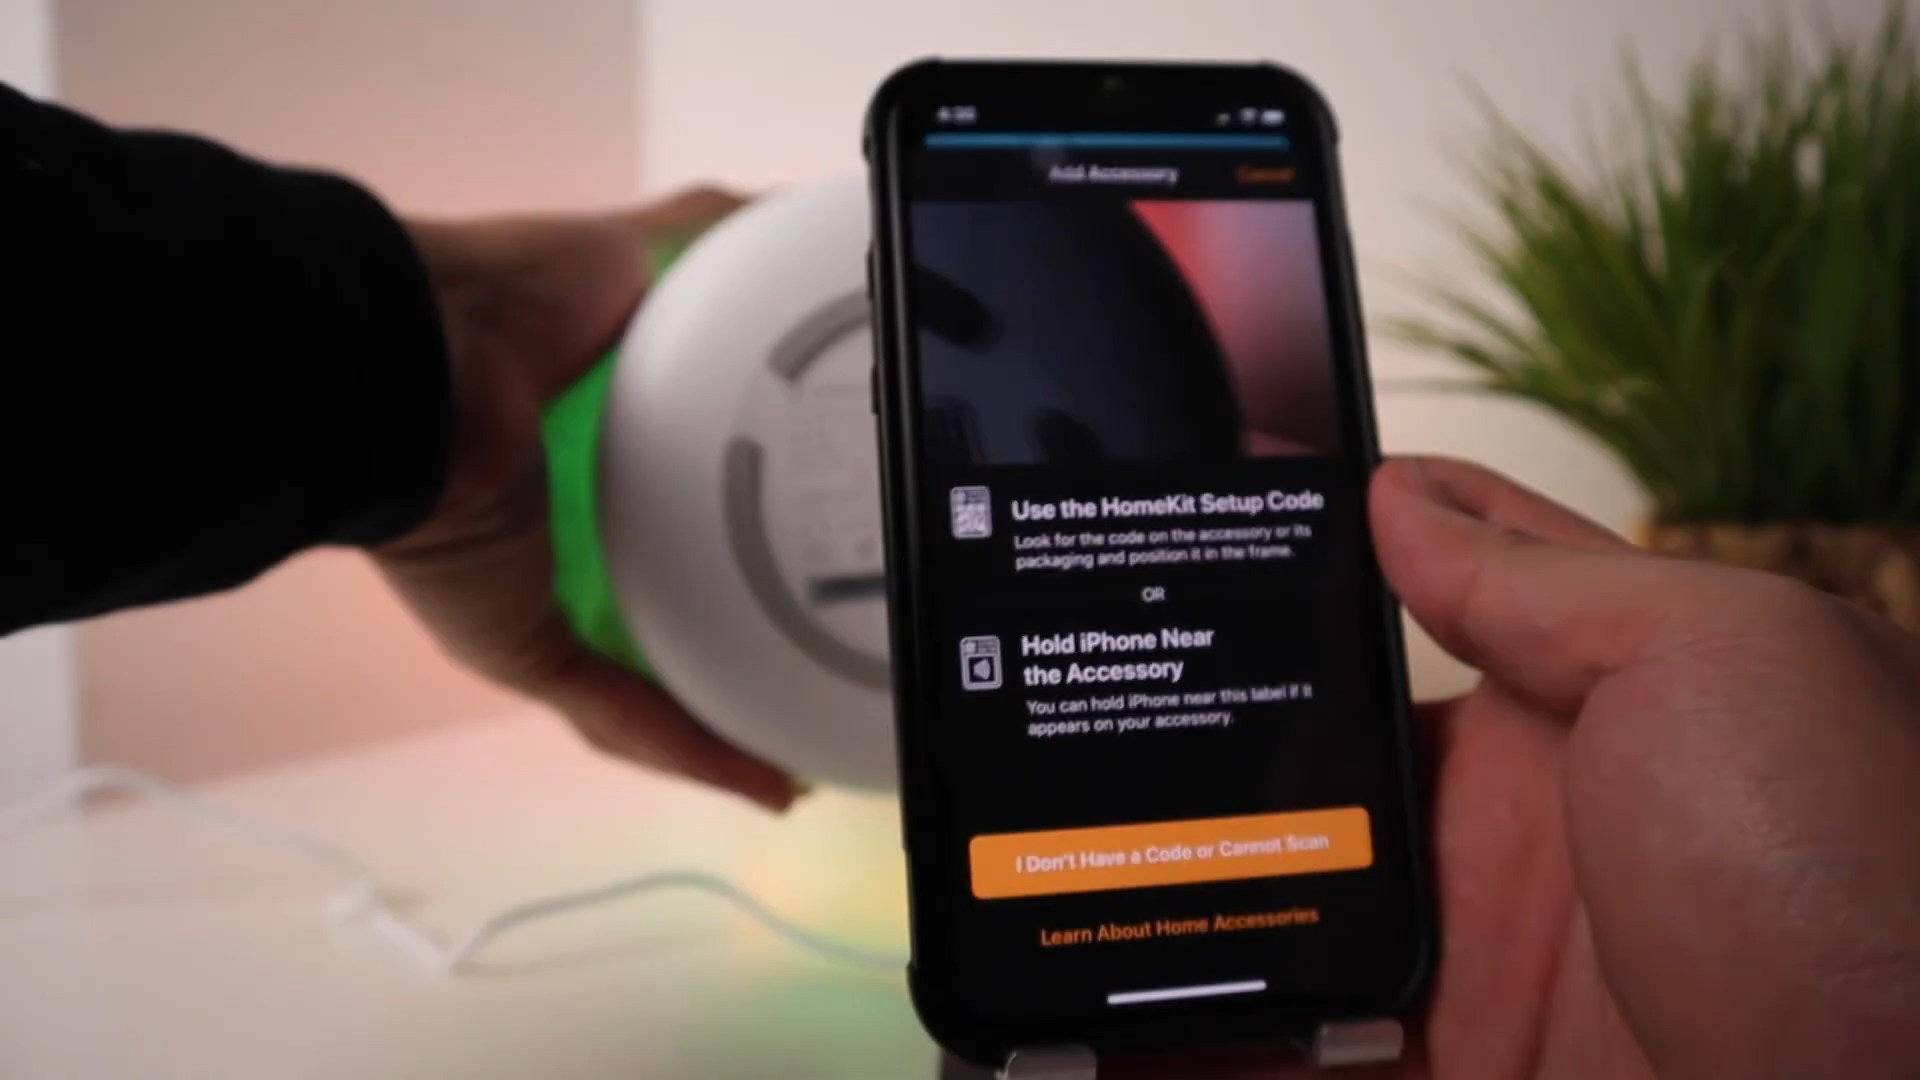 Add Accessory
Cancel
Use the HomeKit Setup Code
Look for the code on the accessory or its
packaging and position it in the frame.
OR
Hold iPhone Near
the Accessory
You can hold iPhone near this label if it
appears on your accessory.
I Don't Have a Code or Cannot Scan
Learn About Home Accessories